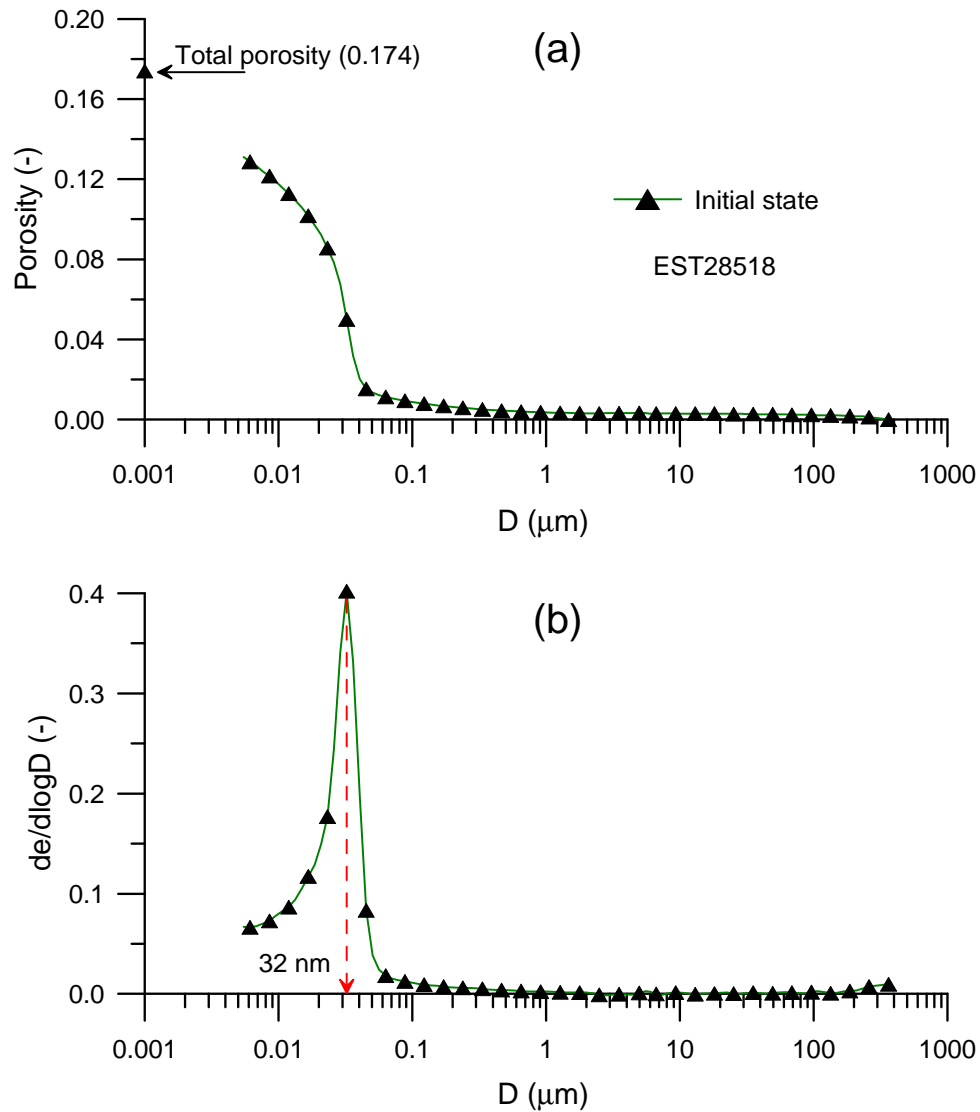 (a)
Total porosity (0.174)
0.20
0.16
0.12
0.08
0.04
0.00
Porosity (-)
Initial state
EST28518
0.001 0.01 0.1 1 10 100 1000
D (μm)
(b)
0.4
0.3
0.2
0.1
0.0
de/dlogD (-)
32 nm
0.001 0.01 0.1 1 10 100 1000
D (μm)